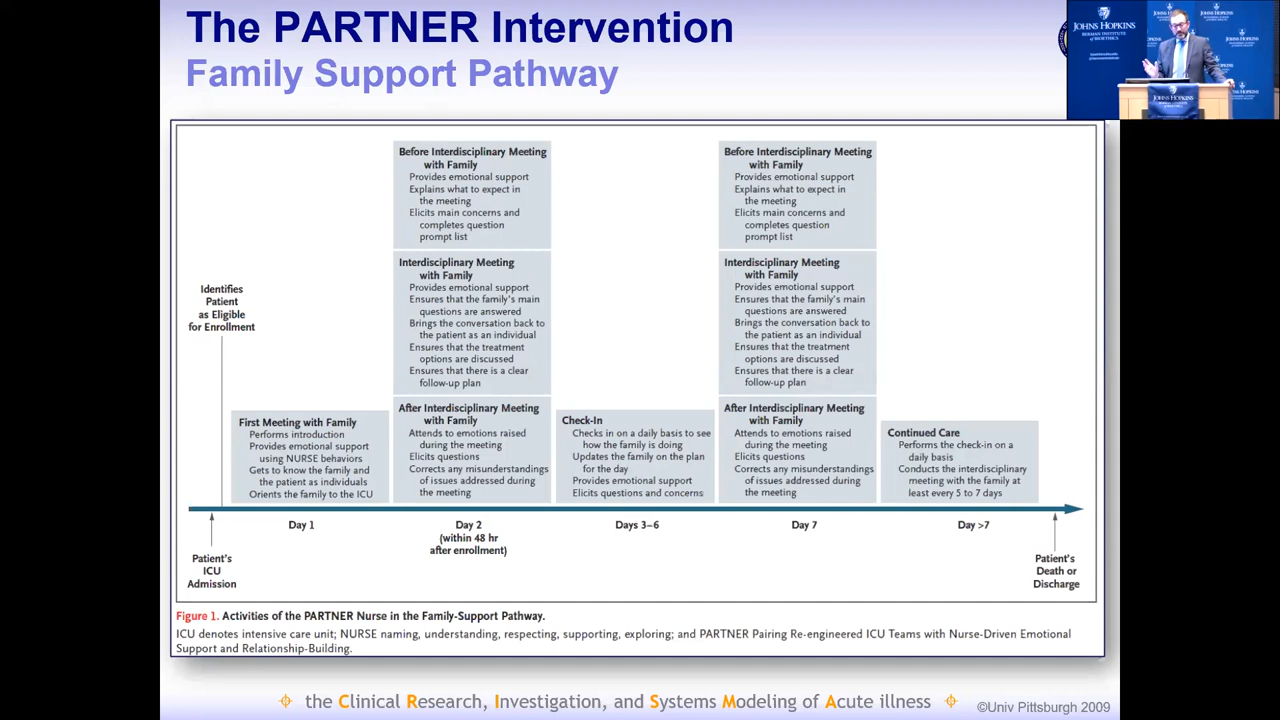 The PARTNER Intervention
Family Support Pathway
JOHNS HOPKINS
BERMAN INSTITUTE
of BIOETHICS
JOHNS HOPKINS
Before Interdisciplinary Meeting
with Family
Provides emotional support
Explains what to expect in
the meeting
Elicits main concerns and
completes question
prompt list
Before Interdisciplinary Meeting
with Family
Provides emotional support
Explains what to expect in
the meeting
Elicits main concerns and
completes question
prompt list
Identifies
Patient
as Eligible
for Enrollment
Interdisciplinary Meeting
with Family
Provides emotional support
Ensures that the family's main
questions are answered
Brings the conversation back to
the patient as an individual
Ensures that the treatment
options are discussed
Ensures that there is a clear
follow-up plan
Interdisciplinary Meeting
with Family
Provides emotional support
Ensures that the family's main
questions are answered
Brings the conversation back to
the patient as an individual
Ensures that the treatment
options are discussed
Ensures that there is a clear
follow-up plan
First Meeting with Family
Performs introduction
Provides emotional support
using NURSE behaviors
Gets to know the family and
the patient as individuals
Orients the family to the ICU
After Interdisciplinary Meeting
with Family
Attends to emotions raised
during the meeting
Elicits questions
Corrects any misunderstandings
of issues addressed during
the meeting
Check-In
Checks in on a daily basis to see
how the family is doing
Updates the family on the plan
for the day
Provides emotional support
Elicits questions and concerns
After Interdisciplinary Meeting
with Family
Attends to emotions raised
during the meeting
Elicits questions
Corrects any misunderstandings
of issues addressed during
the meeting
Continued Care
Performs the check-in on a
daily basis
Conducts the interdisciplinary
meeting with the family at
least every 5 to 7 days
Day 1
Day 2
(within 48 hr
after enrollment)
Days 3–6
Day 7
Day >7
Patient's
ICU
Admission
Patient's
Death or
Discharge
Figure 1. Activities of the PARTNER Nurse in the Family-Support Pathway.
ICU denotes intensive care unit; NURSE naming, understanding, respecting, supporting, exploring; and PARTNER Pairing Re-engineered ICU Teams with Nurse-Driven Emotional
Support and Relationship-Building.
the Clinical Research, Investigation, and Systems Modeling of Acute illness
©Univ Pittsburgh 2009